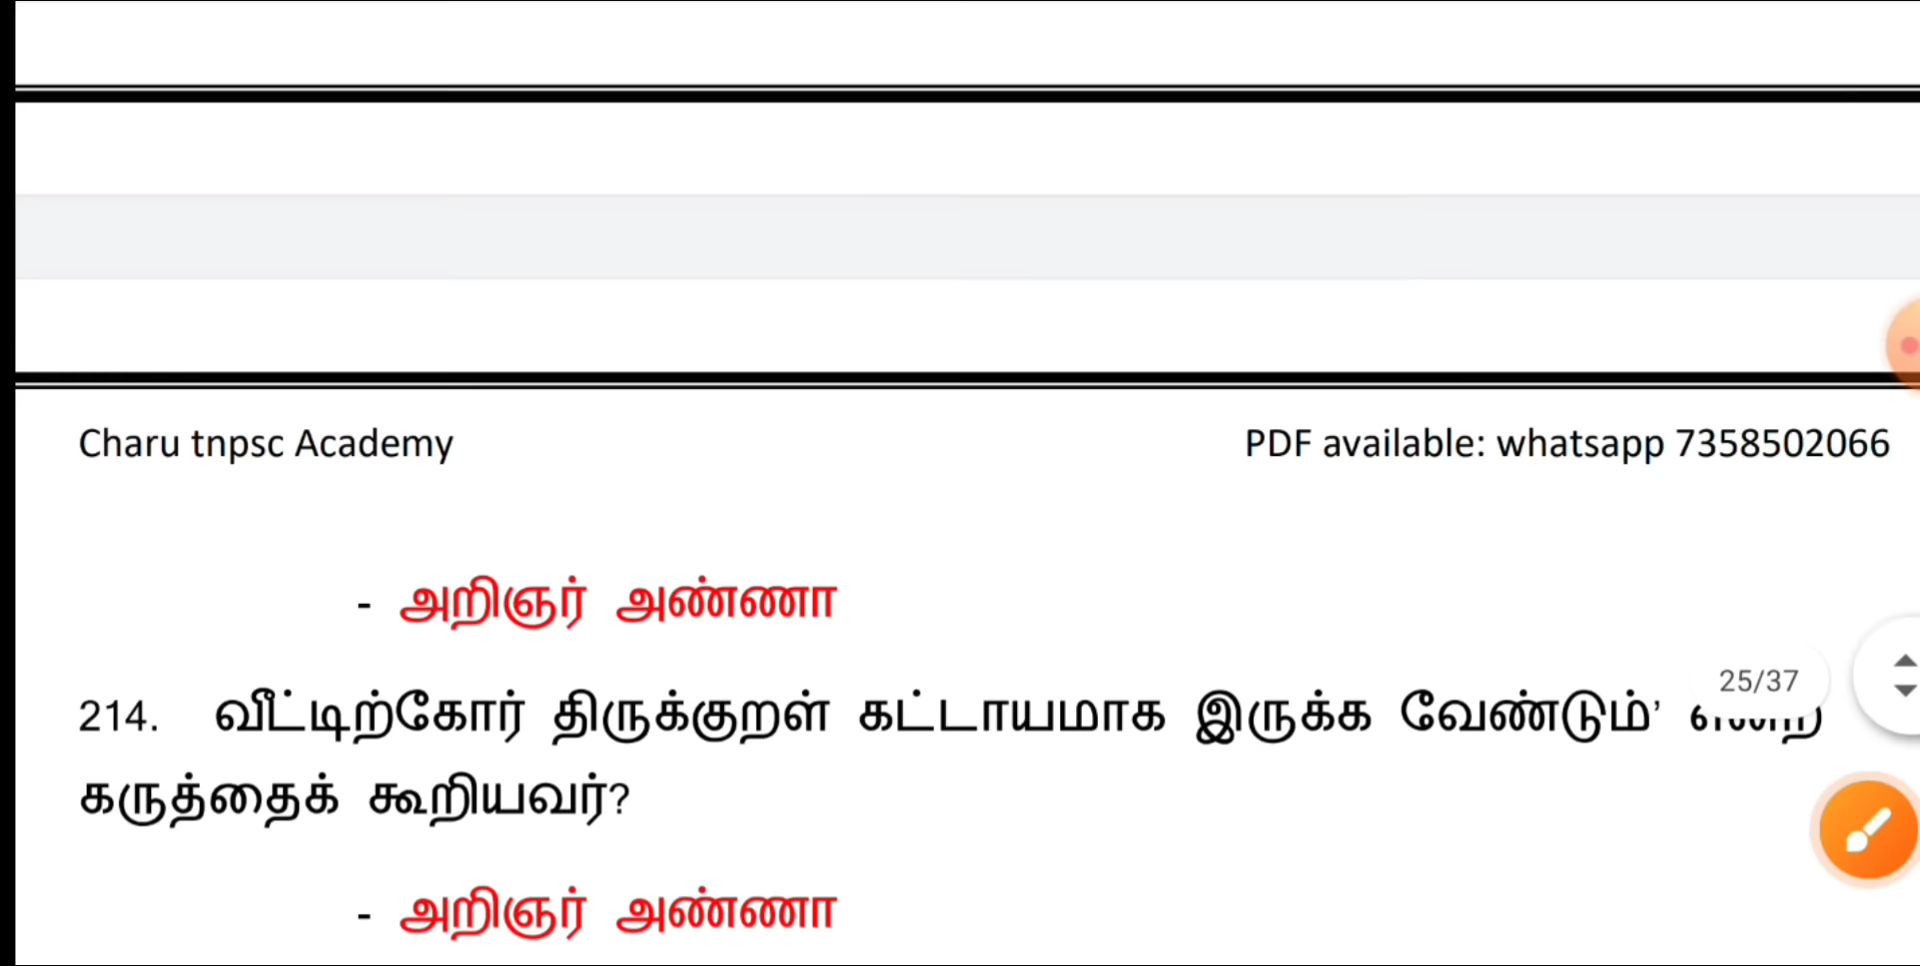 Charu tnpsc Academy PDF available: whatsapp 7358502066
- அறிஞர் அண்ணா
25/37
214. வீட்டிற்கோர் திருக்குறள் கட்டாயமாக இருக்க வேண்டும்'
கருத்தைக் கூறியவர்?
- அறிஞர் அண்ணா